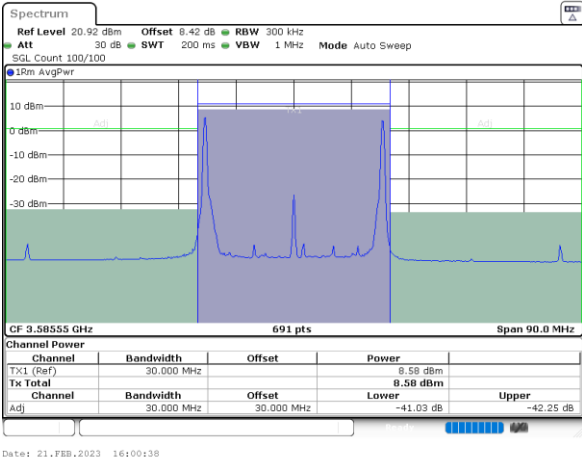 Spectrum
Ref Level 20.92 dBm Offset 8.42 dB RBW 300 kHz
Att 30 dB SWT 200 ms VBW 1 MHz Mode Auto Sweep
SGL Count 100/100
1Rm AvgPwr
10 dBm
TX1
Adj Adj
0 dBm
-10 dBm
-20 dBm
-30 dBm
CF 3.58555 GHz 691 pts Span 90.0 MHz
Channel Power
Channel Bandwidth Offset Power
TX1 (Ref) 30.000 MHz 8.58 dBm
Tx Total 8.58 dBm
Channel Bandwidth Offset Lower Upper
Adj 30.000 MHz 30.000 MHz -41.03 dB -42.25 dB
Ready
Date: 21.FEB.2023 16:00:38